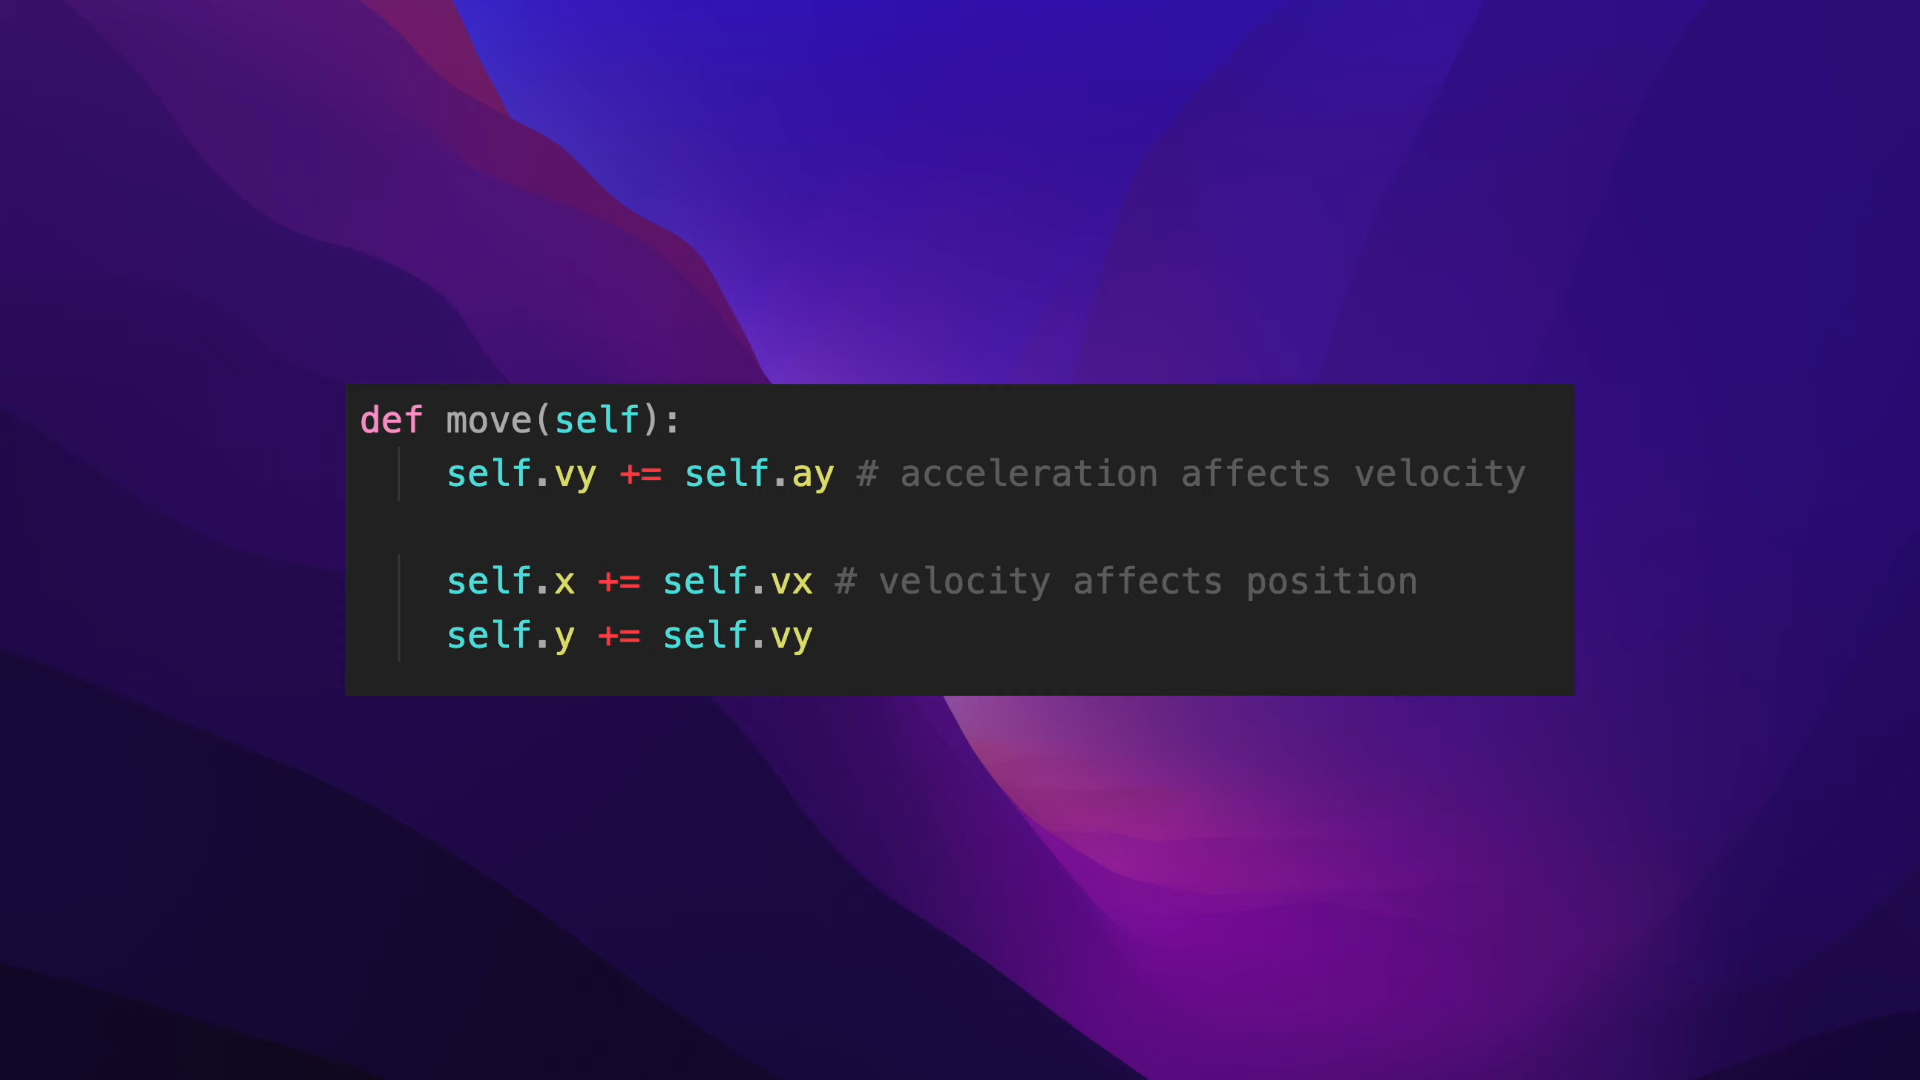 def move(self):
    self.vy += self.ay # acceleration affects velocity
    self.x += self.vx # velocity affects position
    self.y += self.vy